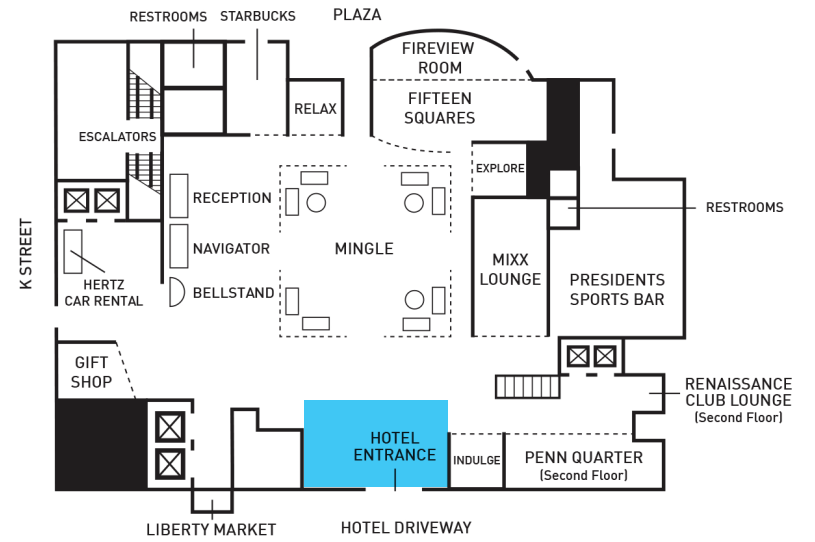 RESTROOMS
STARBUCKS
PLAZA
FIREVIEW
ROOM
FIFTEEN
SQUARES
RELAX
ESCALATORS
EXPLORE
RECEPTION
RESTROOMS
K STREET
NAVIGATOR
MINGLE
MIXX
LOUNGE
PRESIDENTS
SPORTS BAR
HERTZ
CAR RENTAL
BELLSTAND
GIFT
SHOP
RENAISSANCE
CLUB LOUNGE
(Second Floor)
HOTEL
ENTRANCE
INDULGE
PENN QUARTER
(Second Floor)
LIBERTY MARKET
HOTEL DRIVEWAY